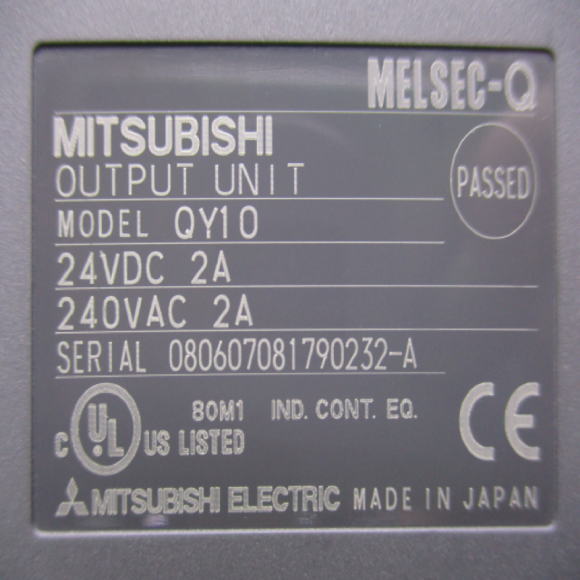 MELSEC-Q
MITSUBISHI
OUTPUT UNIT
PASSED
MODEL QY10
24VDC 2A
240VAC 2A
SERIAL 080607081790232-A
80M1 IND. CONT. EQ.
C UL US LISTED
CE
MITSUBISHI ELECTRIC MADE IN JAPAN